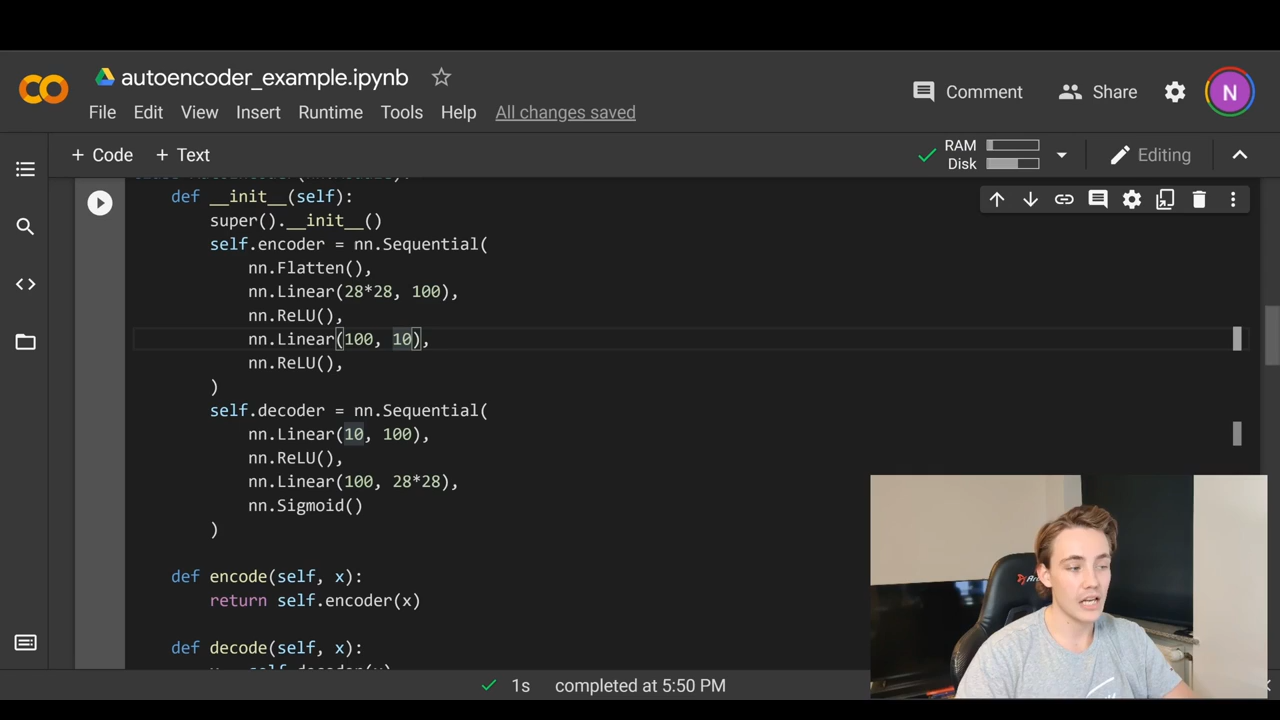 autoencoder_example.ipynb
N
Comment
Share
File Edit View Insert Runtime Tools Help All changes saved
+ Code + Text
RAM
Disk
Editing
def __init__(self):
super().__init__()
self.encoder = nn.Sequential(
nn.Flatten(),
nn.Linear(28*28, 100),
nn.ReLU(),
nn.Linear(100, 10),
nn.ReLU(),
)
self.decoder = nn.Sequential(
nn.Linear(10, 100),
nn.ReLU(),
nn.Linear(100, 28*28),
nn.Sigmoid()
)
def encode(self, x):
return self.encoder(x)
def decode(self, x):
1s completed at 5:50 PM